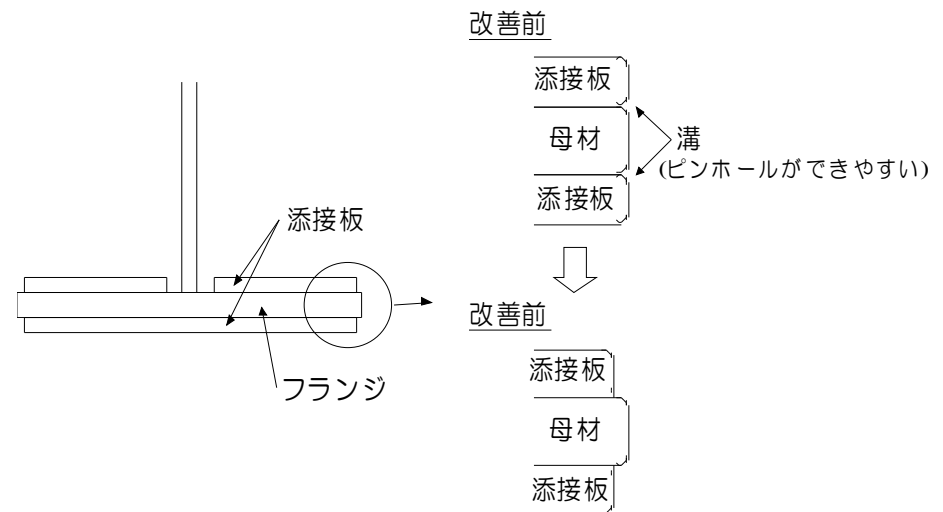 改善前
添接板
母材
溝
(ピンホールができやすい)
添接板
添接板
改善前
フランジ
添接板
母材
添接板